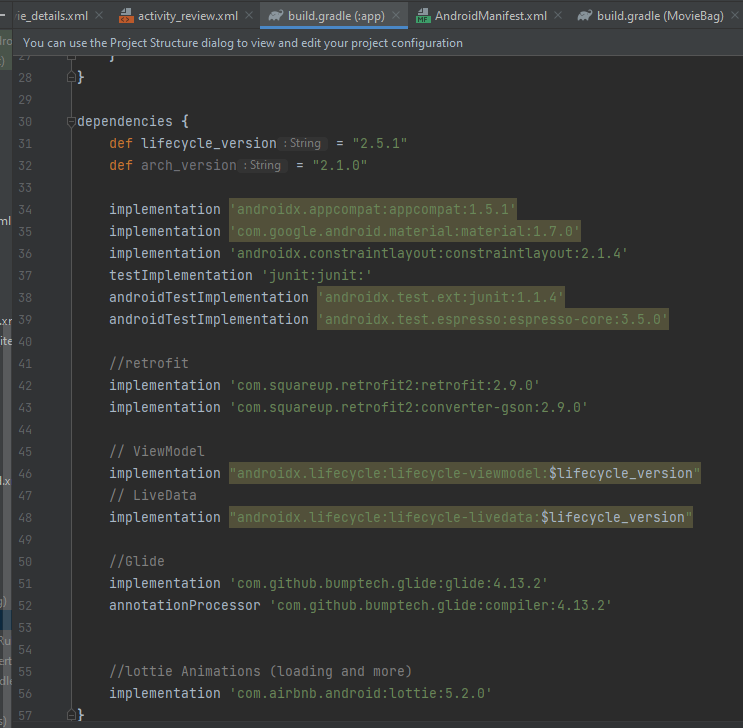 ie_details.xml activity_review.xml build.gradle (:app) AndroidManifest.xml build.gradle (MovieBag)
You can use the Project Structure dialog to view and edit your project configuration
27 }
28 }
29
30 dependencies {
31 def lifecycle_version : String = "2.5.1"
32 def arch_version : String = "2.1.0"
33
34 implementation 'androidx.appcompat:appcompat:1.5.1'
35 implementation 'com.google.android.material:material:1.7.0'
36 implementation 'androidx.constraintlayout:constraintlayout:2.1.4'
37 testImplementation 'junit:junit:'
38 androidTestImplementation 'androidx.test.ext:junit:1.1.4'
39 androidTestImplementation 'androidx.test.espresso:espresso-core:3.5.0'
40
41 //retrofit
42 implementation 'com.squareup.retrofit2:retrofit:2.9.0'
43 implementation 'com.squareup.retrofit2:converter-gson:2.9.0'
44
45 // ViewModel
46 implementation "androidx.lifecycle:lifecycle-viewmodel:$lifecycle_version"
47 // LiveData
48 implementation "androidx.lifecycle:lifecycle-livedata:$lifecycle_version"
49
50 //Glide
51 implementation 'com.github.bumptech.glide:glide:4.13.2'
52 annotationProcessor 'com.github.bumptech.glide:compiler:4.13.2'
53
54
55 //lottie Animations (loading and more)
56 implementation 'com.airbnb.android:lottie:5.2.0'
57 }